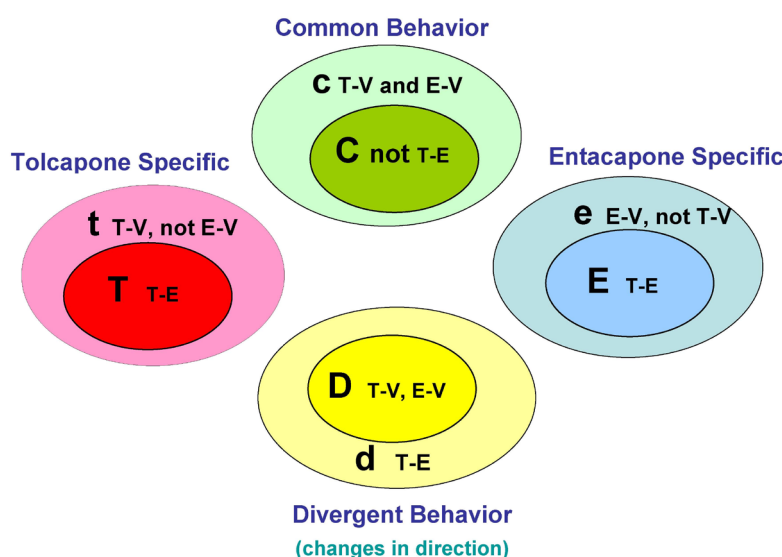 Common Behavior
c T-V and E-V
C not T-E
Tolcapone Specific
t T-V, not E-V
T T-E
Entacapone Specific
e E-V, not T-V
E T-E
D T-V, E-V
d T-E
Divergent Behavior
(changes in direction)